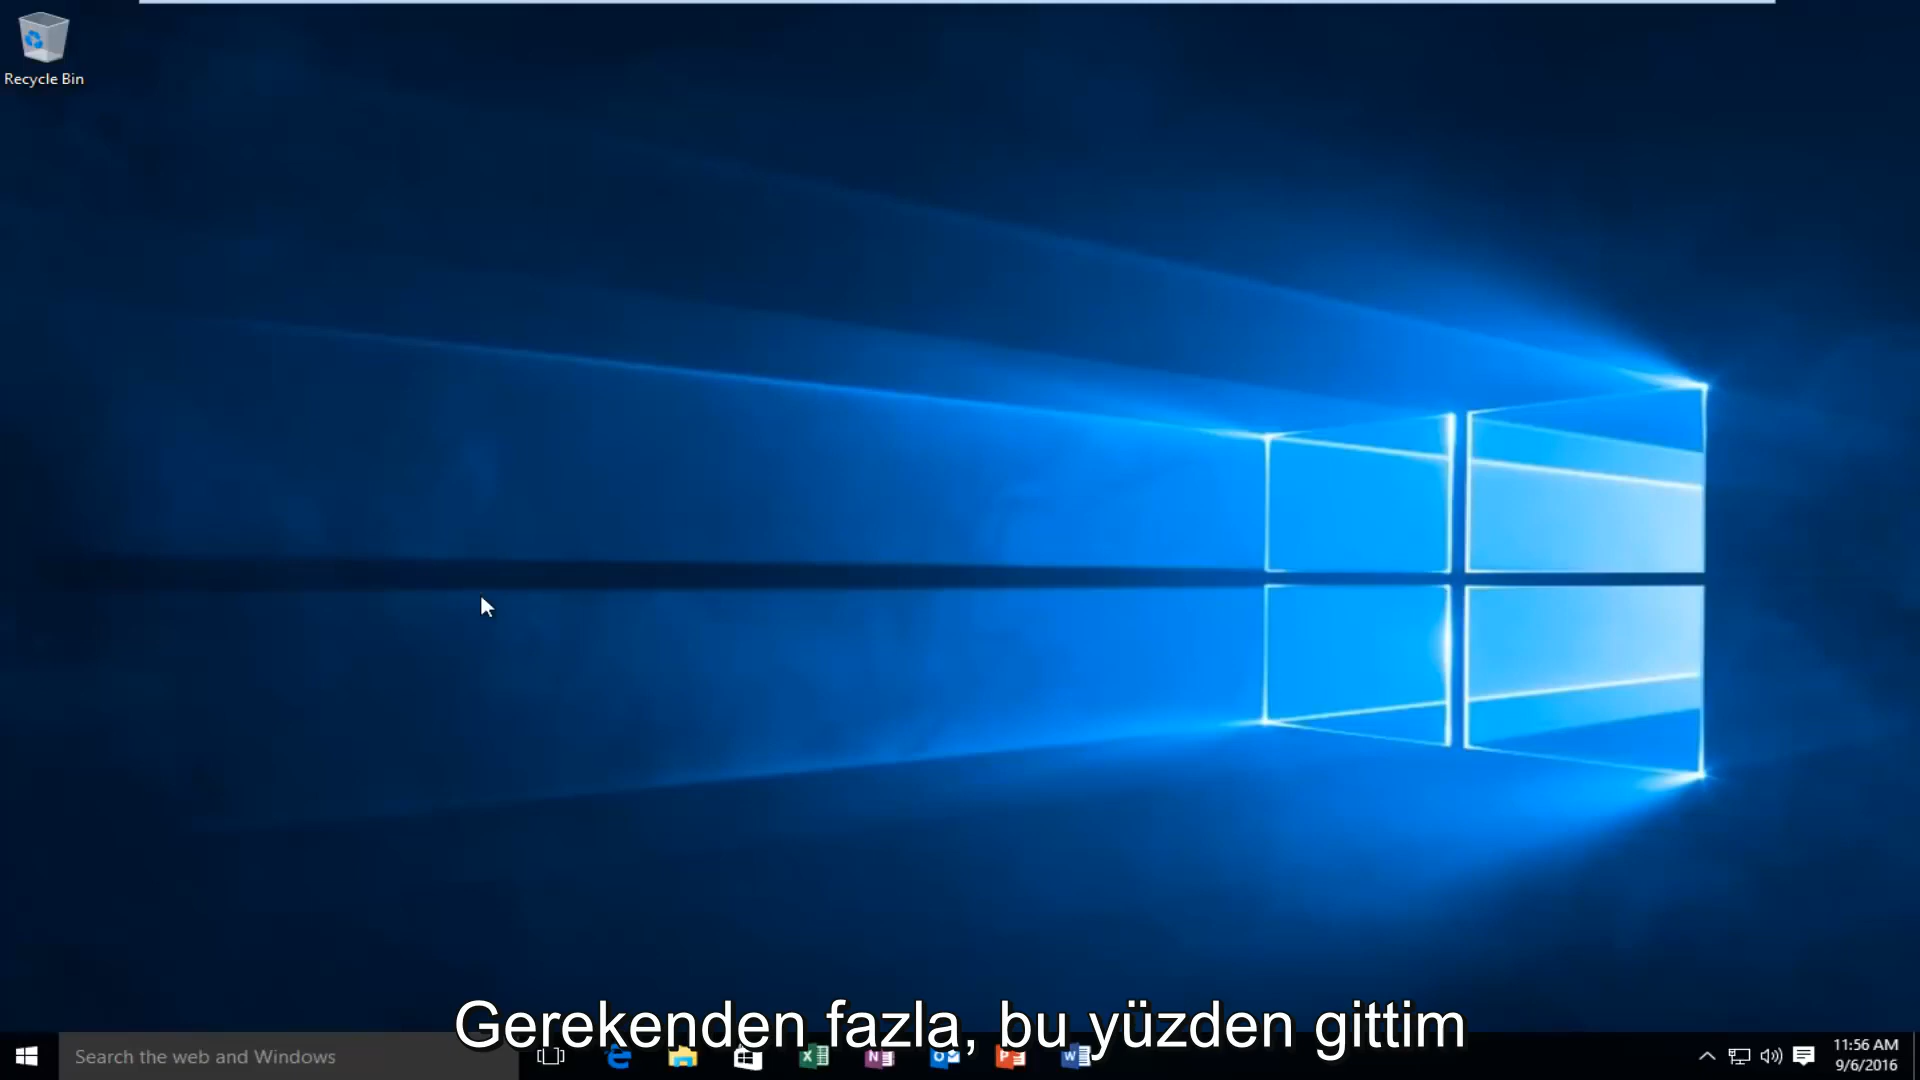 Recycle Bin
Gerekenden fazla, bu yüzden gittim
Search the web and Windows
11:56 AM
9/6/2016